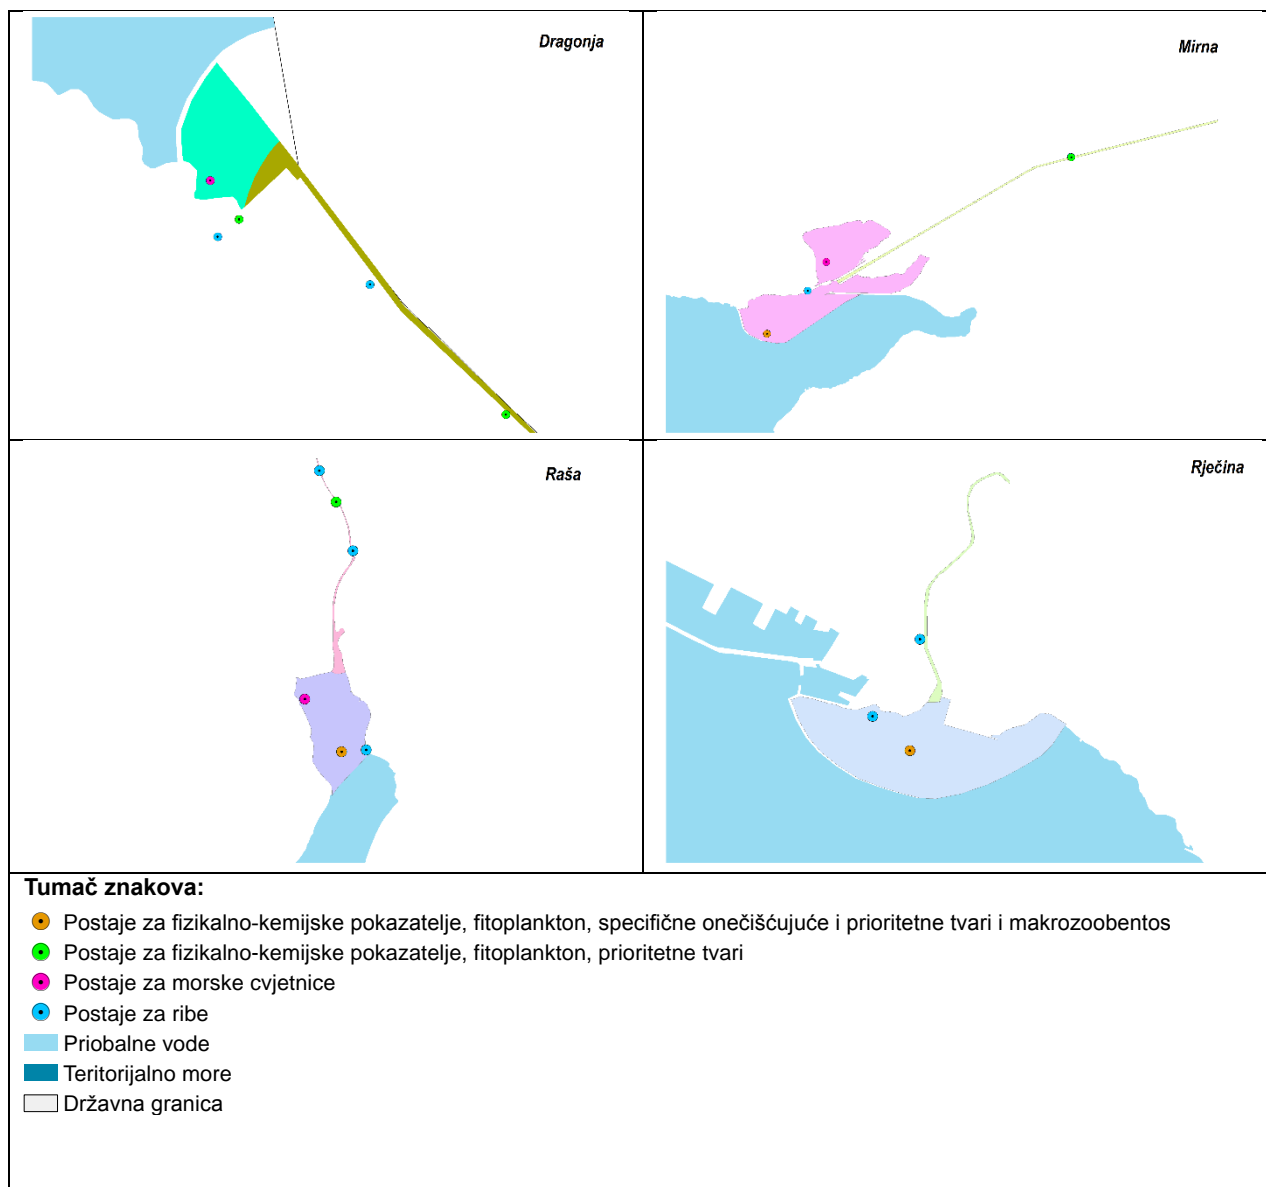 Dragonja
Mirna
Raša
Rječina
Tumač znakova:
Postaje za fizikalno-kemijske pokazatelje, fitoplankton, specifične onečišćujuće i prioritetne tvari i makrozoobentos
Postaje za fizikalno-kemijske pokazatelje, fitoplankton, prioritetne tvari
Postaje za morske cvjetnice
Postaje za ribe
Priobalne vode
Teritorijalno more
Državna granica